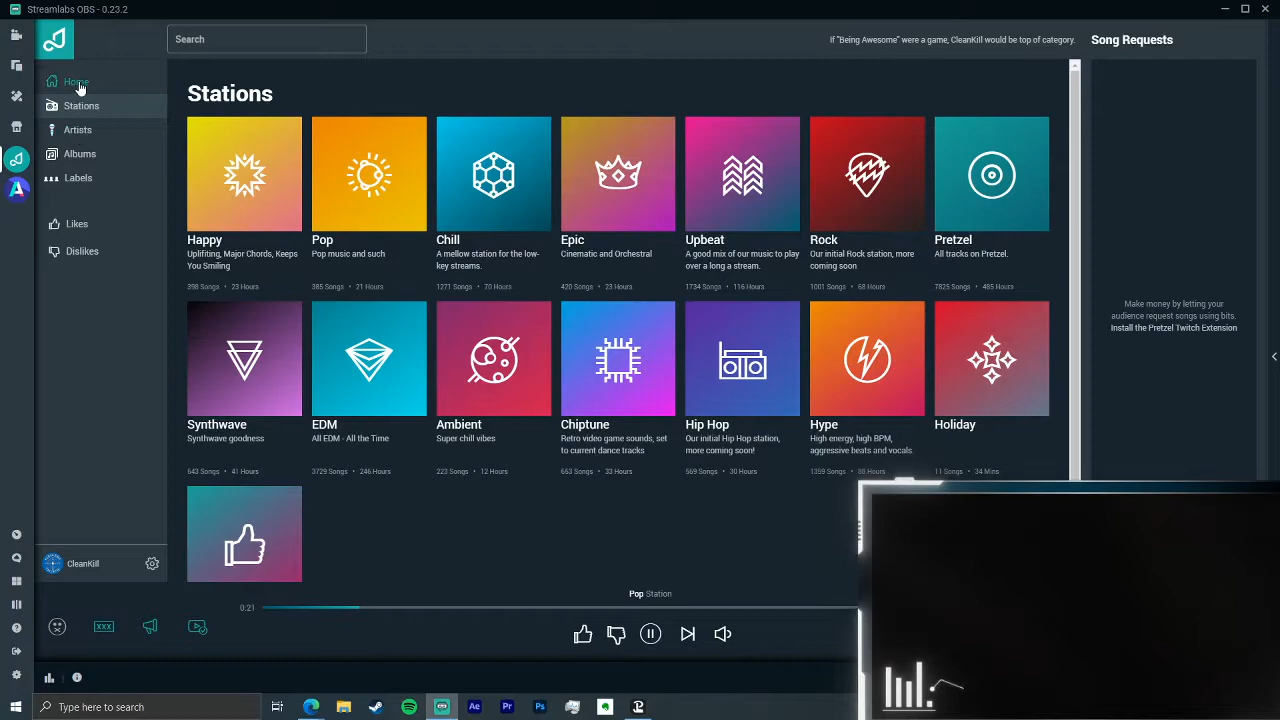 Streamlabs OBS - 0.23.2
Search
If "Being Awesome" were a game, CleanKill would be top of category.
Song Requests
Home
Stations
Artists
Albums
Labels
Likes
Dislikes
Stations
Happy
Uplifiting, Major Chords, Keeps
You Smiling
398 Songs • 23 Hours
Pop
Pop music and such
385 Songs • 21 Hours
Chill
A mellow station for the low-
key streams.
1271 Songs • 70 Hours
Epic
Cinematic and Orchestral
420 Songs • 23 Hours
Upbeat
A good mix of our music to play
over a long a stream.
1734 Songs • 116 Hours
Rock
Our initial Rock station, more
coming soon
1001 Songs • 68 Hours
Pretzel
All tracks on Pretzel.
7825 Songs • 485 Hours
Make money by letting your
audience request songs using bits.
Install the Pretzel Twitch Extension
Synthwave
Synthwave goodness
643 Songs • 41 Hours
EDM
All EDM - All the Time
3729 Songs • 246 Hours
Ambient
Super chill vibes
223 Songs • 12 Hours
Chiptune
Retro video game sounds, set
to current dance tracks
653 Songs • 33 Hours
Hip Hop
Our initial Hip Hop station,
more coming soon!
569 Songs • 30 Hours
Hype
High energy, high BPM,
aggressive beats and vocals.
1359 Songs • 88 Hours
Holiday
11 Songs • 34 Mins
CleanKill
Pop Station
0:21
XXX
Type here to search
Ae
Pr
Ps